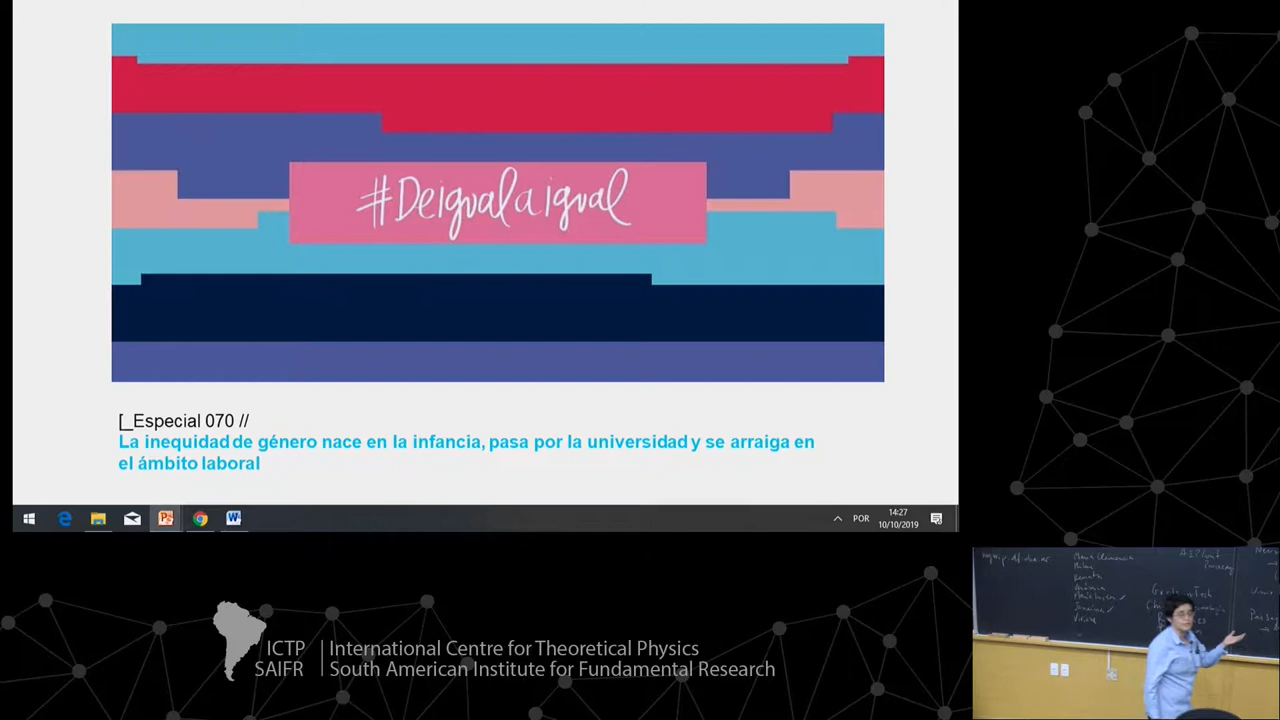 #Deigualaigual
[_Especial 070 //
La inequidad de género nace en la infancia, pasa por la universidad y se arraiga en
el ámbito laboral
POR
14:27
10/10/2019
ICTP
SAIFR
International Centre for Theoretical Physics
South American Institute for Fundamental Research